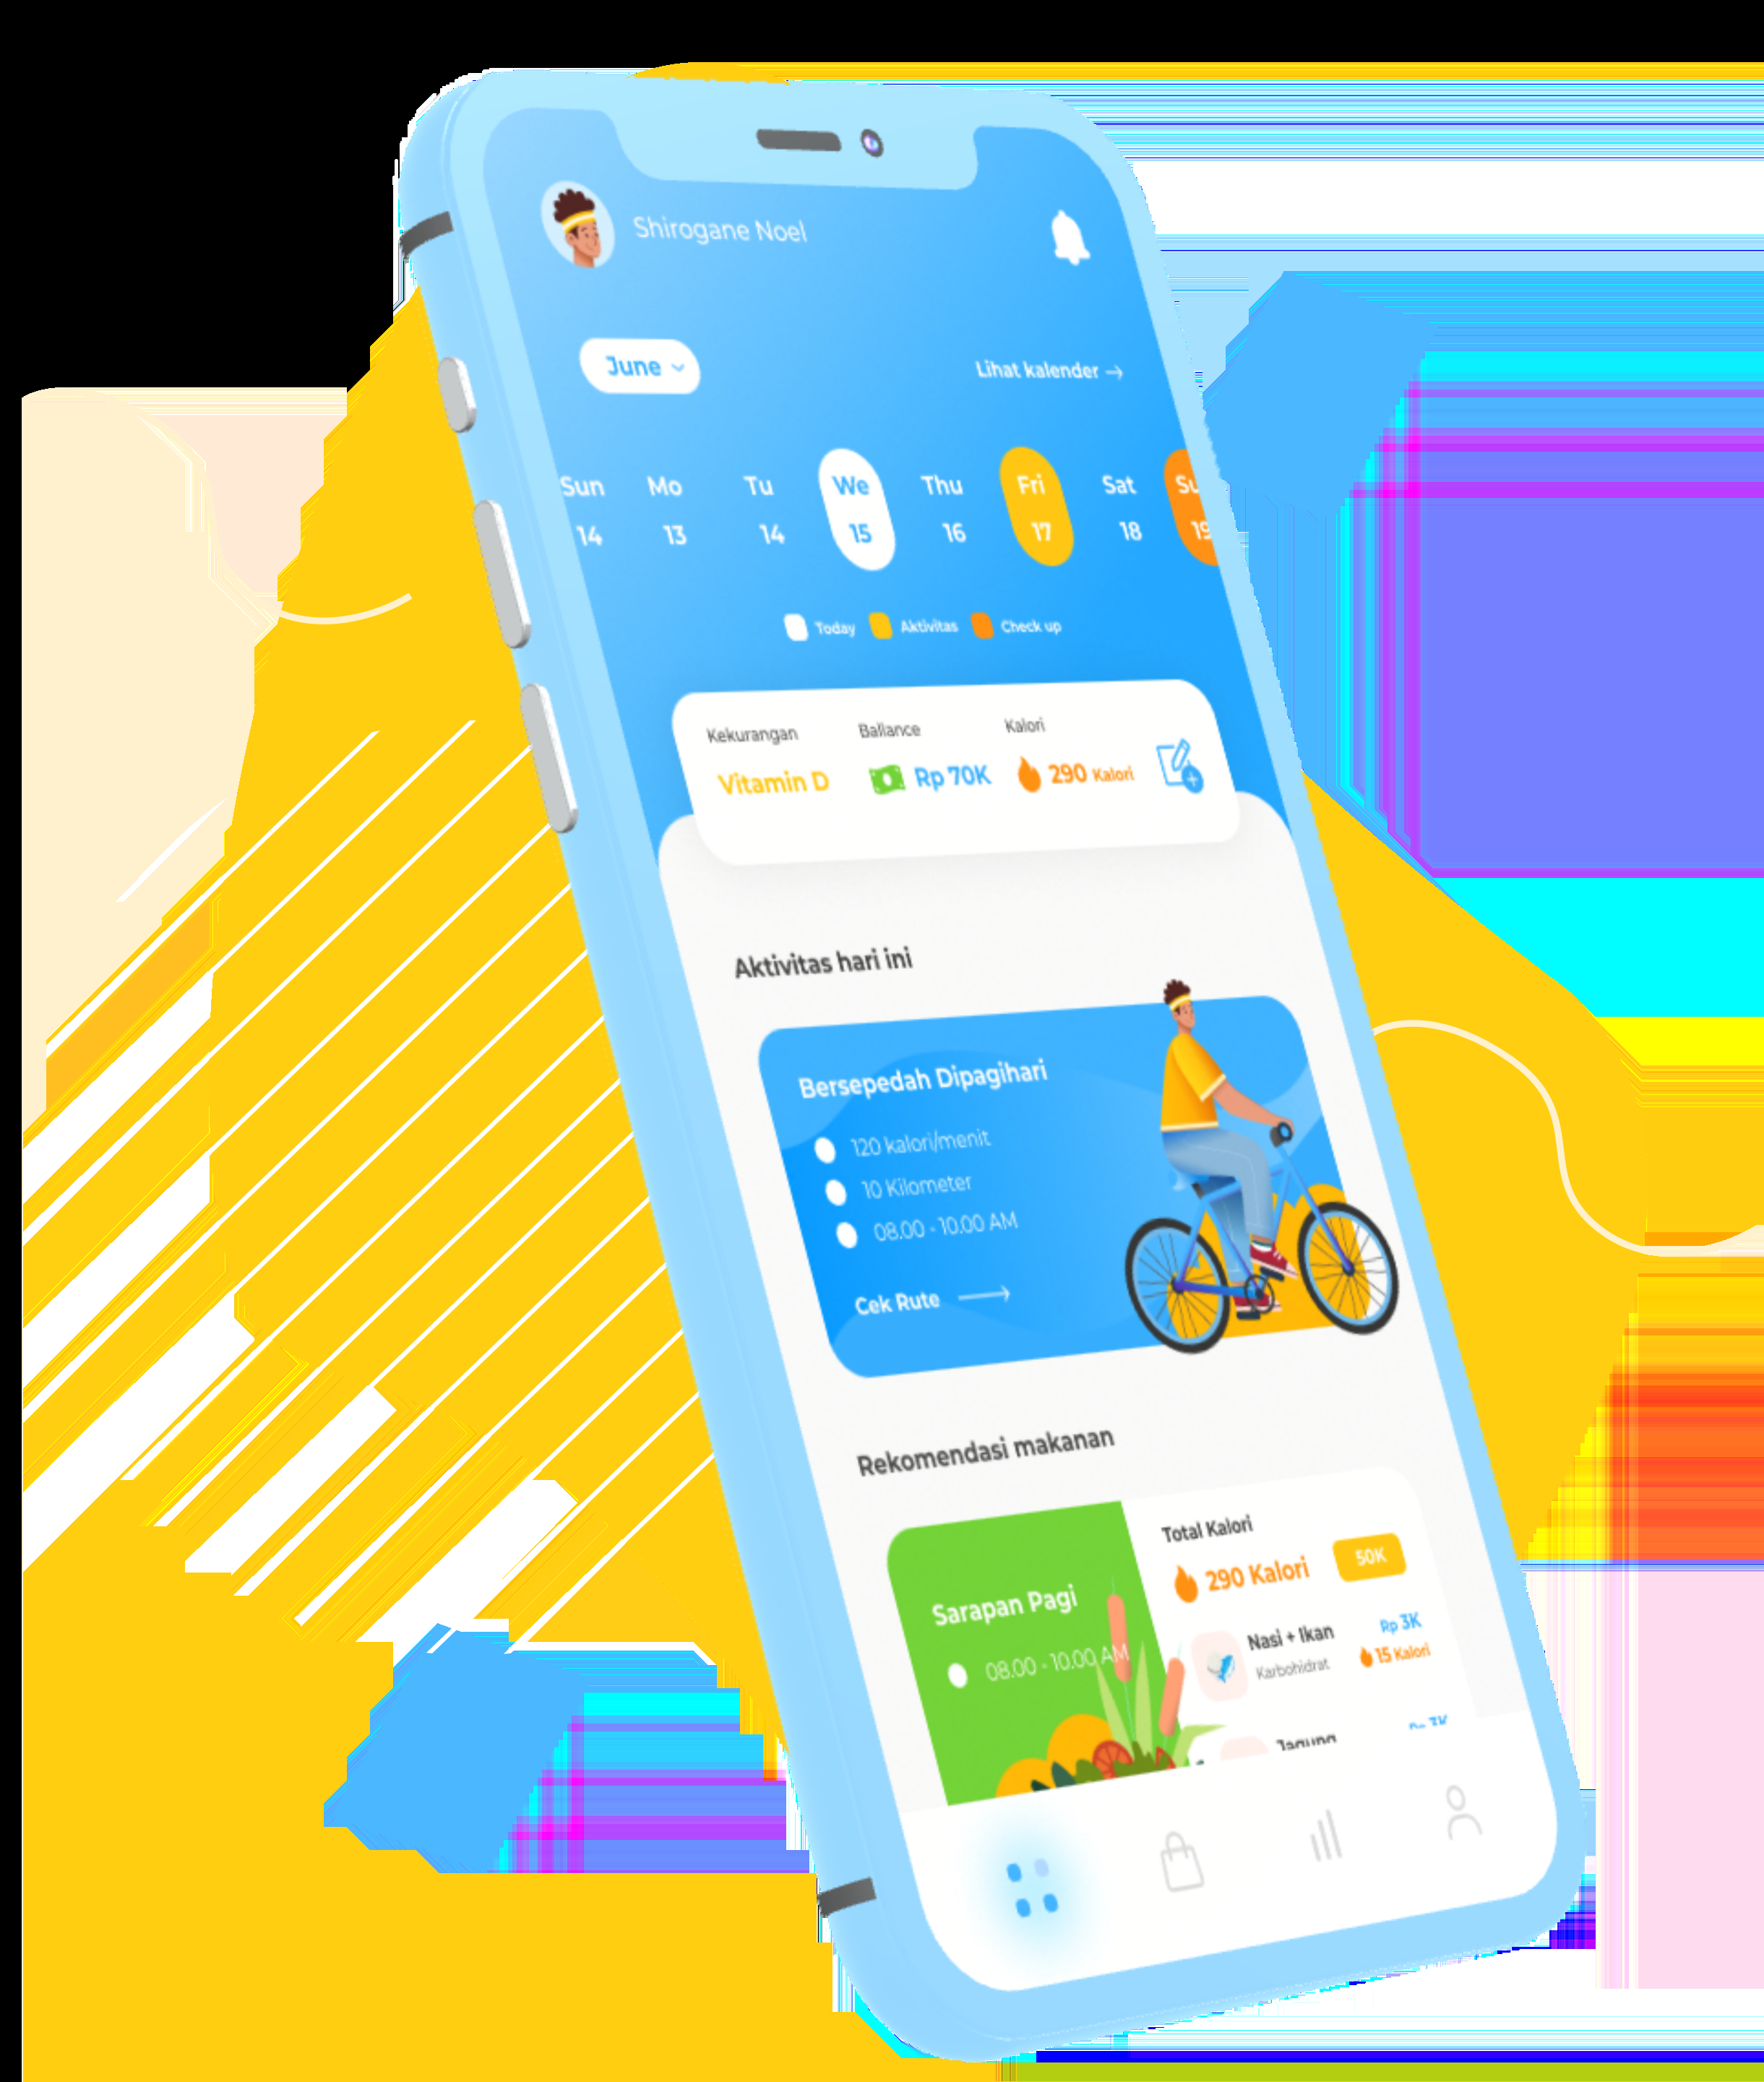 Shirogane Noel
June
Lihat kalender →
Sun Mo Tu We Thu Fri Sat Su
14 13 14 15 16 17 18 19
Today Aktivitas Check up
Kekurangan Ballance Kalori
Vitamin D Rp 70K 290 Kalori
Aktivitas hari ini
Bersepedah Dipagihari
120 kalori/menit
10 Kilometer
08.00 - 10.00 AM
Cek Rute
Rekomendasi makanan
Sarapan Pagi
08.00 - 10.00 AM
Total Kalori
290 Kalori 50K
Nasi + Ikan Rp 3K
Karbohidrat 15 Kalori
Jagung